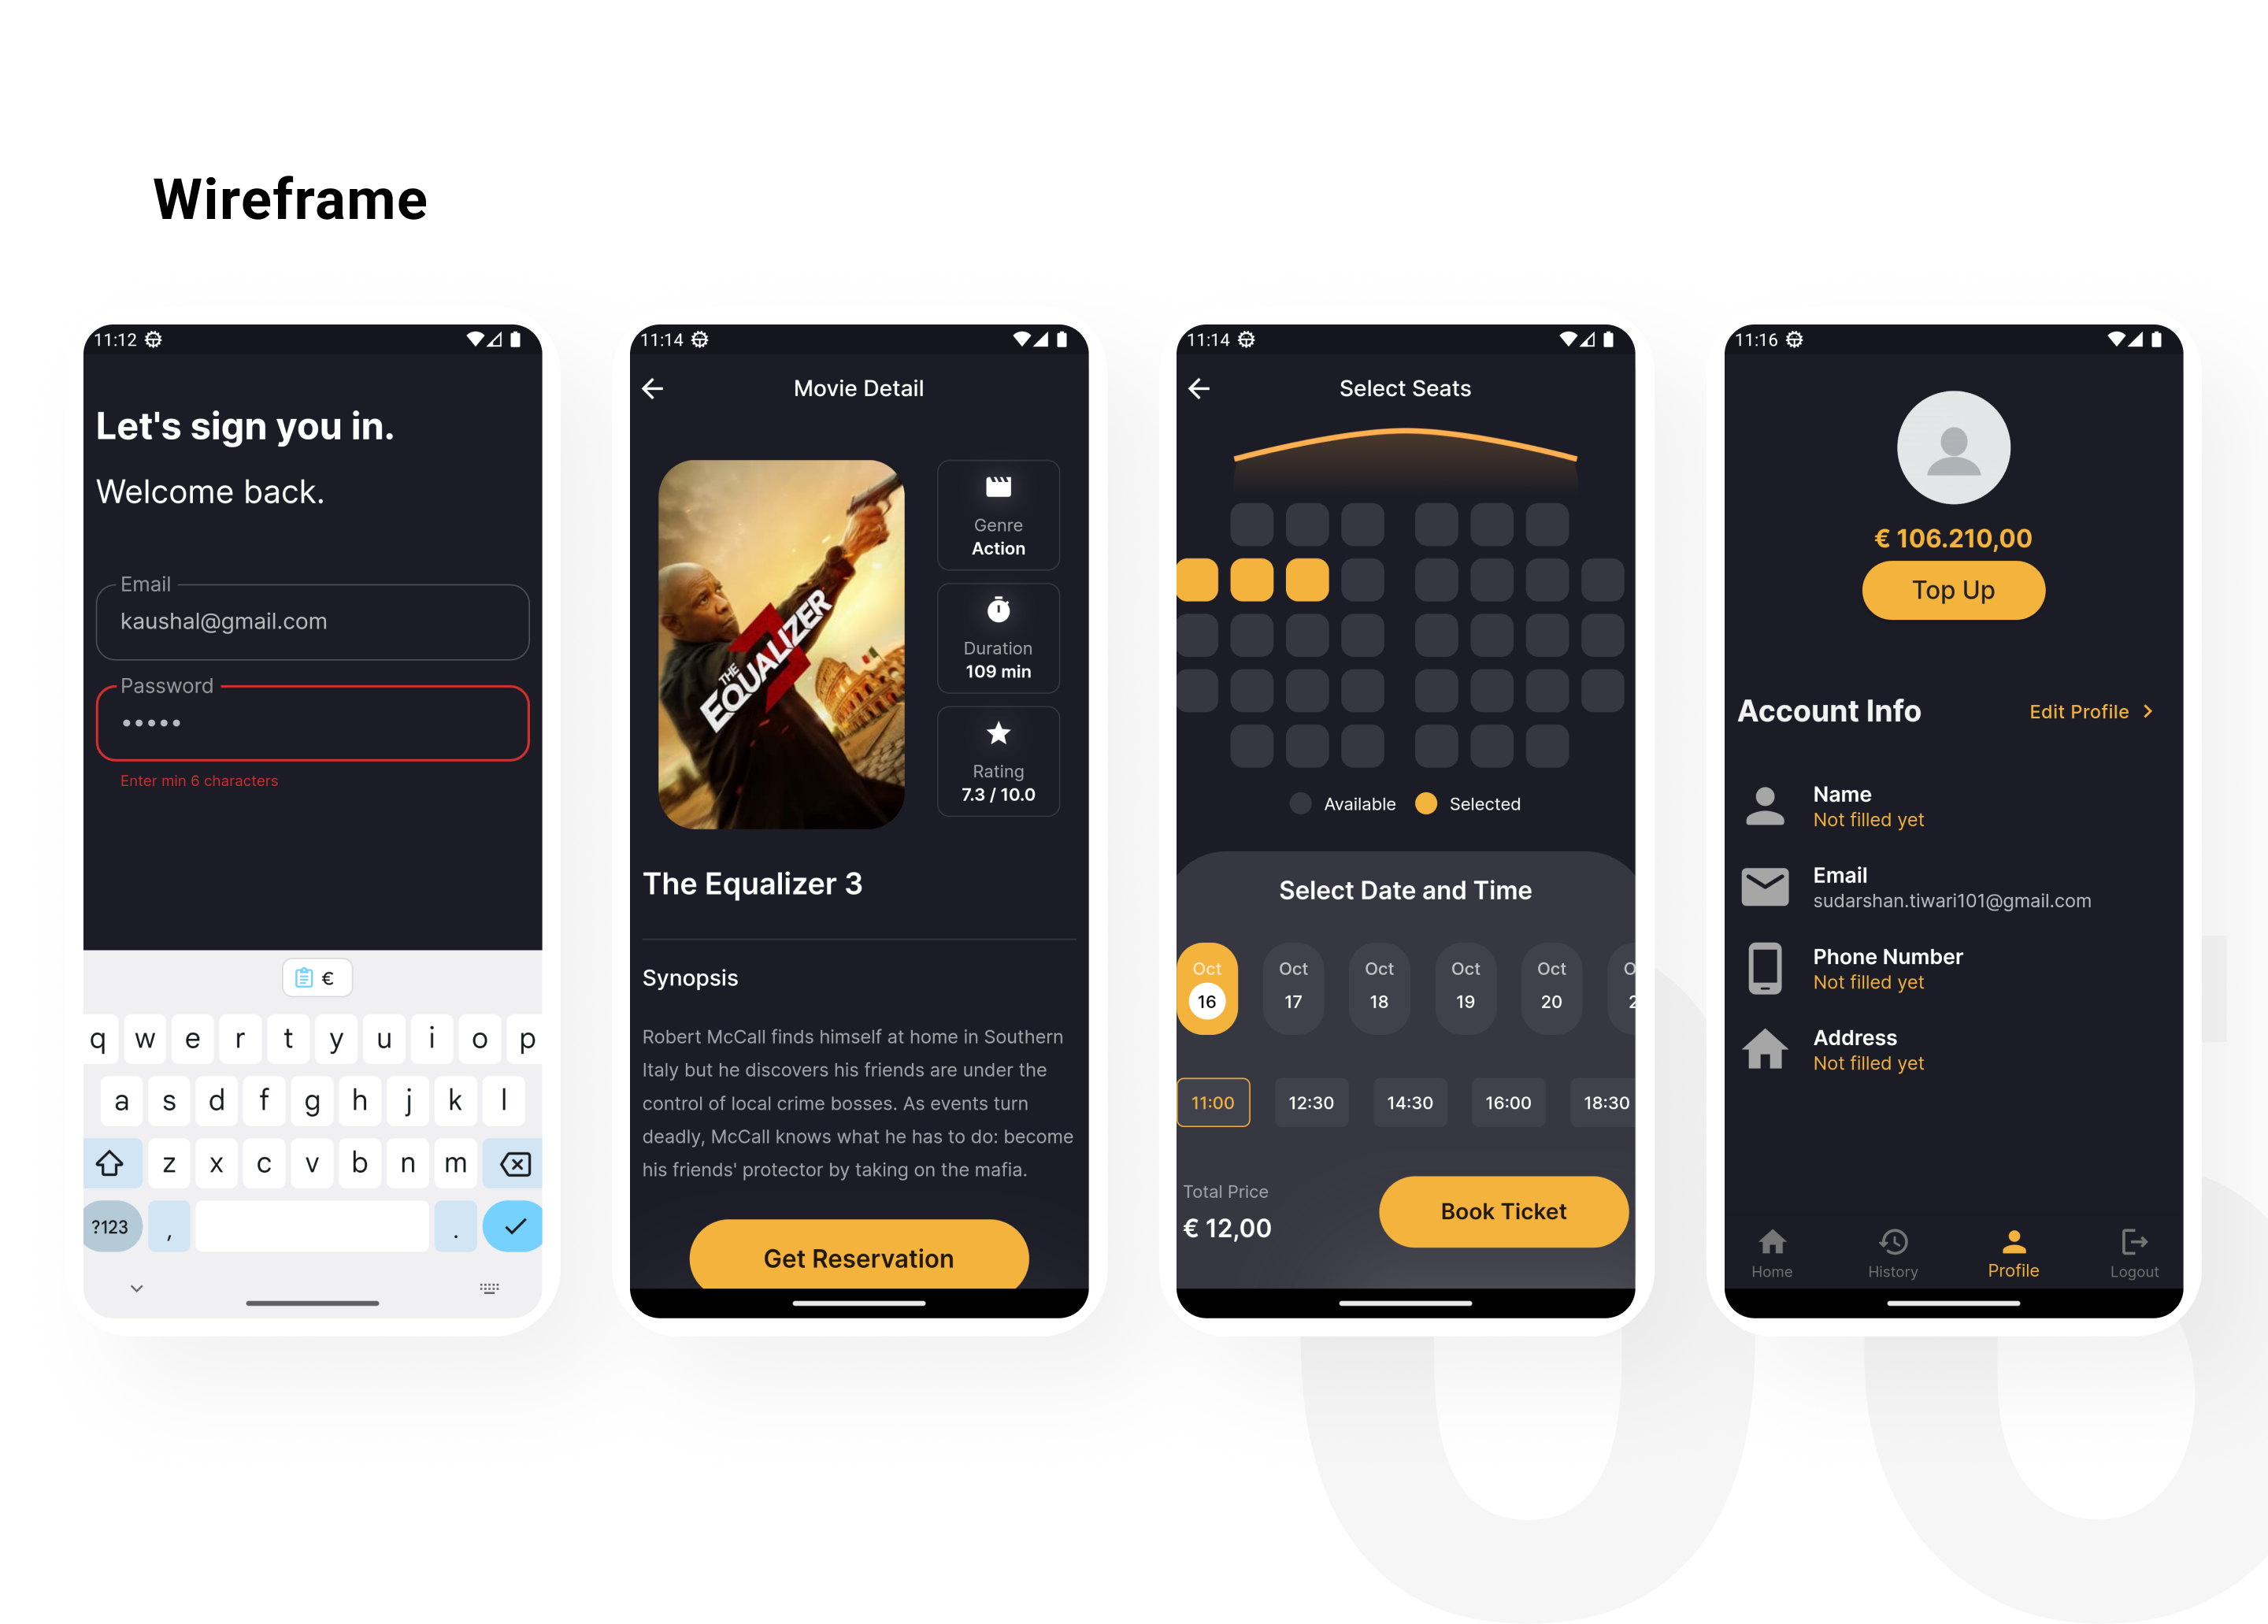 Wireframe
11:12
Let's sign you in.
Welcome back.
Email
kaushal@gmail.com
Password
•••••
Enter min 6 characters
€
q w e r t y u i o p
a s d f g h j k l
z x c v b n m
?123 , .
11:14
Movie Detail
THE
EQUALIZER
3
Genre
Action
Duration
109 min
Rating
7.3 / 10.0
The Equalizer 3
Synopsis
Robert McCall finds himself at home in Southern
Italy but he discovers his friends are under the
control of local crime bosses. As events turn
deadly, McCall knows what he has to do: become
his friends' protector by taking on the mafia.
Get Reservation
11:14
Select Seats
Available Selected
Select Date and Time
Oct Oct Oct Oct Oct
16 17 18 19 20
11:00 12:30 14:30 16:00 18:30
Total Price
€ 12,00
Book Ticket
11:16
€ 106.210,00
Top Up
Account Info
Edit Profile
Name
Not filled yet
Email
sudarshan.tiwari101@gmail.com
Phone Number
Not filled yet
Address
Not filled yet
Home History Profile Logout